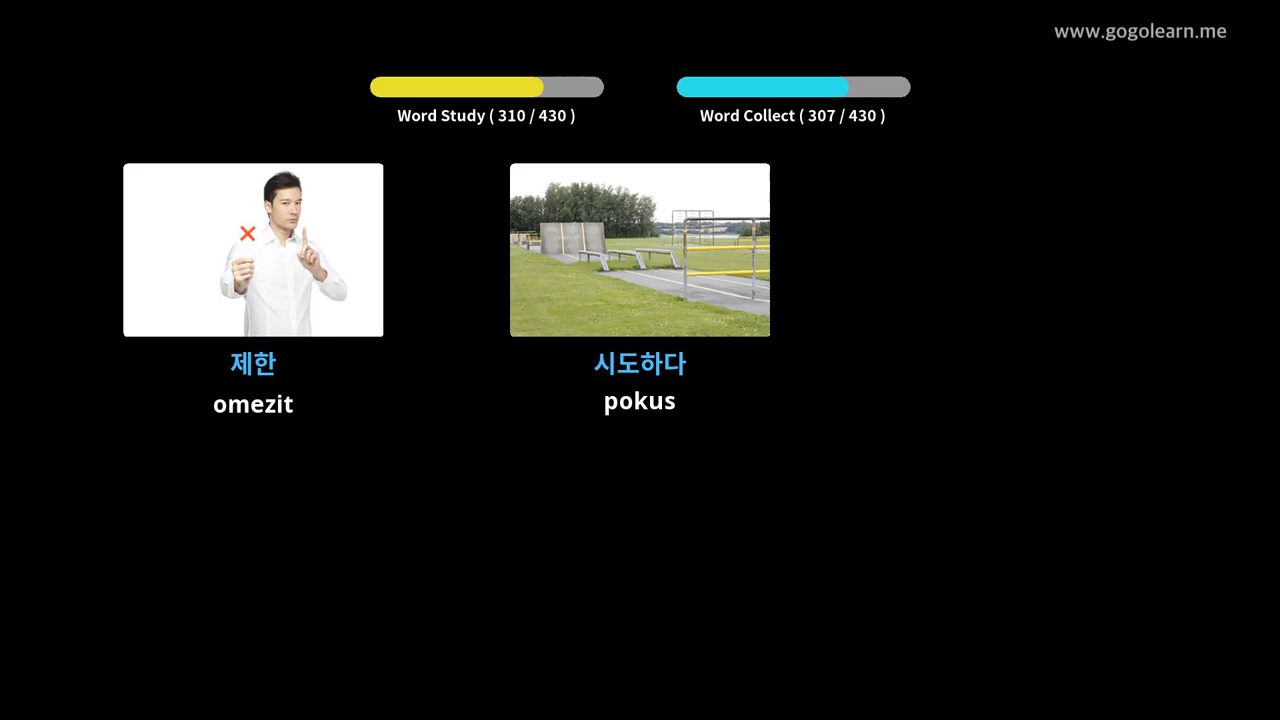 www.gogolearn.me
Word Study ( 310 / 430 )
Word Collect ( 307 / 430 )
제한
omezit
시도하다
pokus